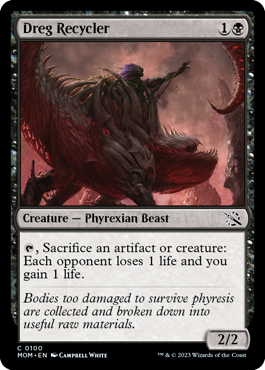 Dreg Recycler 1
Creature — Phyrexian Beast
, Sacrifice an artifact or creature:
Each opponent loses 1 life and you
gain 1 life.
Bodies too damaged to survive phyresis
are collected and broken down into
useful raw materials.
2/2
C 0100
MOM • EN CAMPBELL WHITE
™ & © 2023 Wizards of the Coast